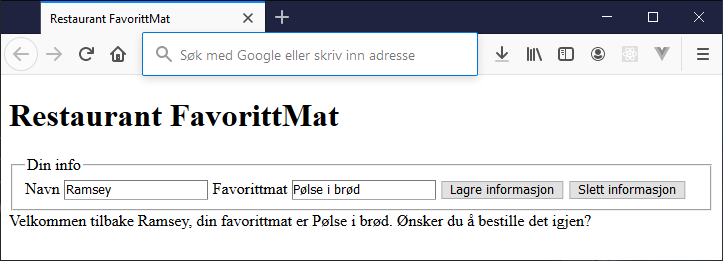 Restaurant FavorittMat
Søk med Google eller skriv inn adresse
Restaurant FavorittMat
Din info
Navn Ramsey Favorittmat Pølse i brød Lagre informasjon Slett informasjon
Velkommen tilbake Ramsey, din favorittmat er Pølse i brød. Ønsker du å bestille det igjen?